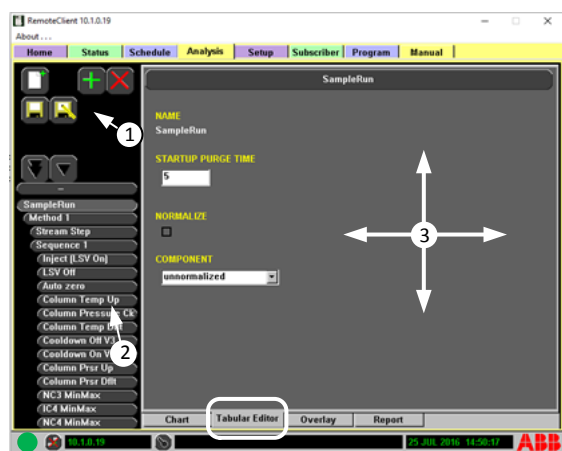 RemoteClient 10.1.0.19
About . . .
Home Status Schedule Analysis Setup Subscriber Program Manual
SampleRun
1
NAME
SampleRun
STARTUP PURGE TIME
5
NORMALIZE
COMPONENT
unnormalized
3
–
SampleRun
Method 1
Stream Step
Sequence 1
Inject (LSV On)
LSV Off
Auto zero
Column Temp Up
Column Pressure Ck
Column Temp
Cooldown Off V3
Cooldown On V
2
Column Prsr Up
Column Prsr Dflt
NC3 MinMax
IC4 MinMax
NC4 MinMax
Chart Tabular Editor Overlay Report
10.1.0.19
25 JUL 2016 14:50:17
ABB